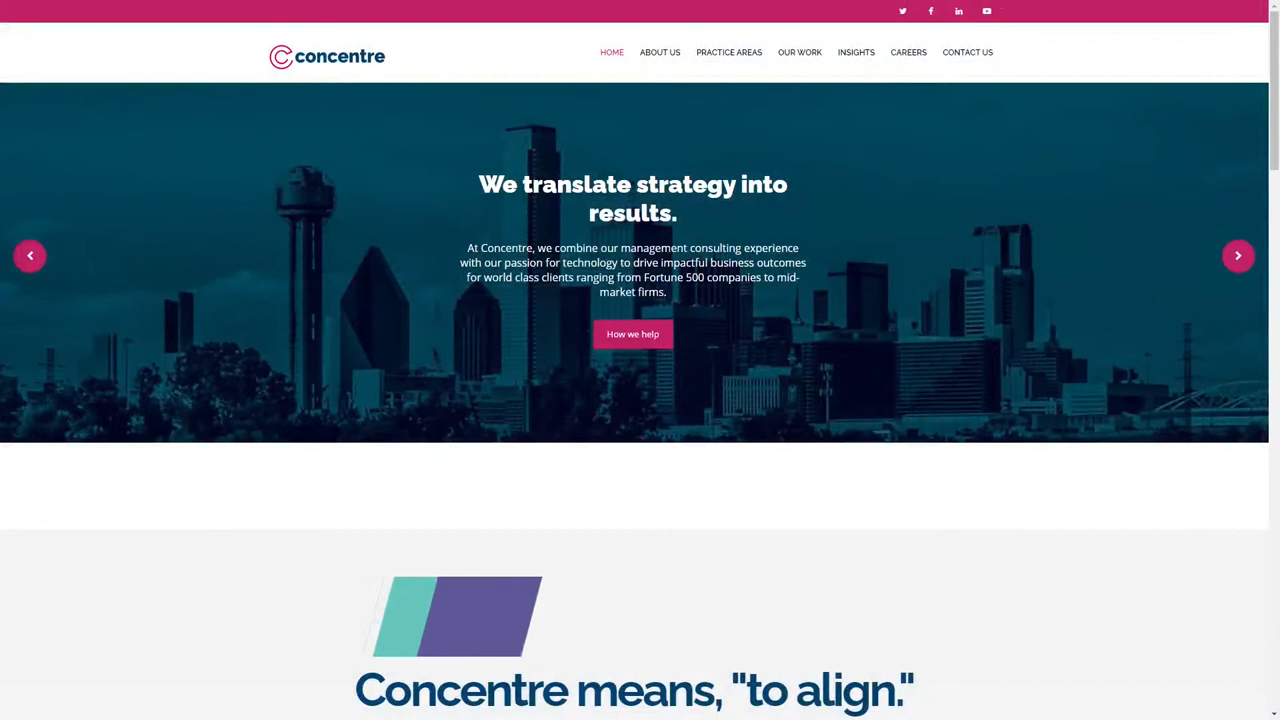 concentre
HOME ABOUT US PRACTICE AREAS OUR WORK INSIGHTS CAREERS CONTACT US
We translate strategy into
results.
At Concentre, we combine our management consulting experience
with our passion for technology to drive impactful business outcomes
for world class clients ranging from Fortune 500 companies to mid-
market firms.
How we help
Concentre means, "to align."